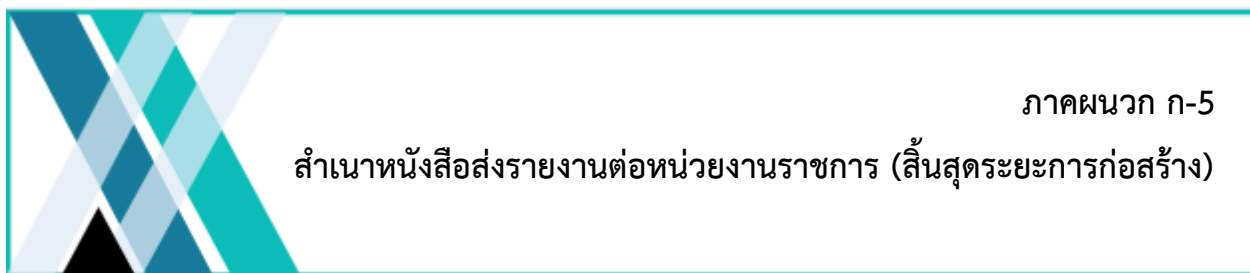 ภาคผนวก ก-5
สำเนาหนังสือส่งรายงานต่อหน่วยงานราชการ (สิ้นสุดระยะการก่อสร้าง)